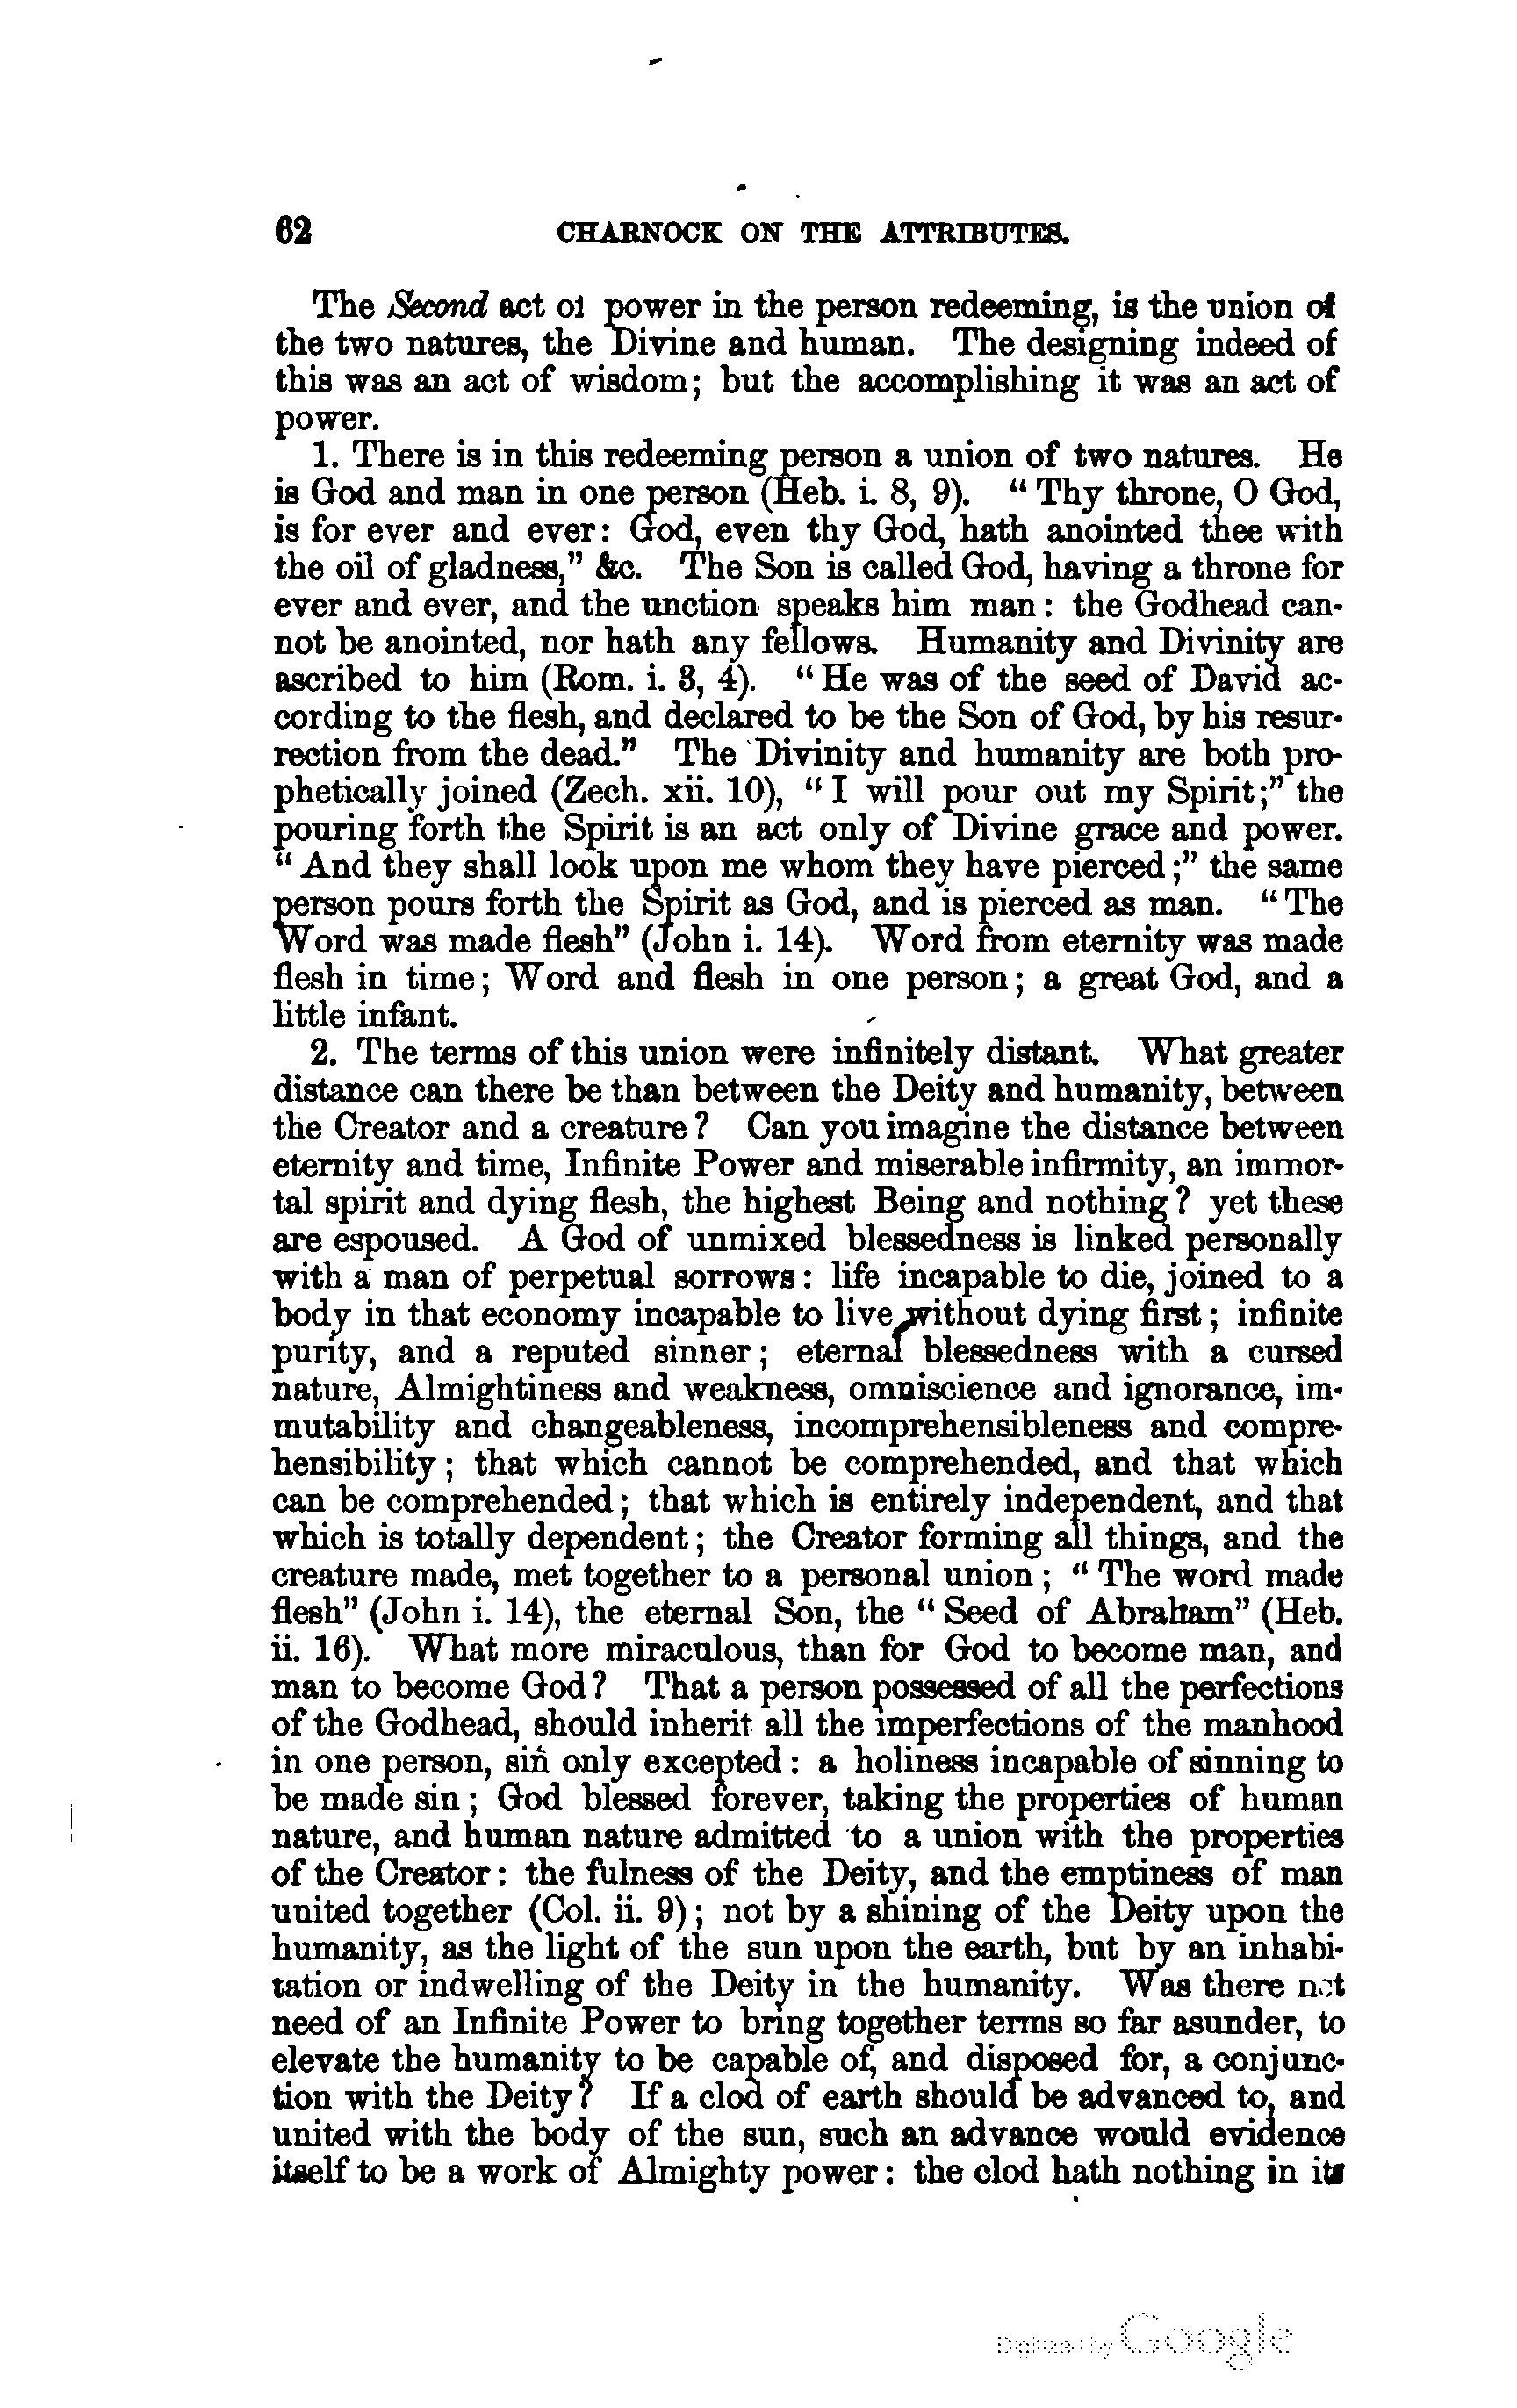 62 CHARNOCK ON THE ATTRIBUTES.
The Second act of power in the person redeeming, is the union of
the two natures, the Divine and human. The designing indeed of
this was an act of wisdom; but the accomplishing it was an act of
power.
1. There is in this redeeming person a union of two natures. He
is God and man in one person (Heb. i. 8, 9). “Thy throne, O God,
is for ever and ever: God, even thy God, hath anointed thee with
the oil of gladness,” &c. The Son is called God, having a throne for
ever and ever, and the unction speaks him man: the Godhead can-
not be anointed, nor hath any fellows. Humanity and Divinity are
ascribed to him (Rom. i. 3, 4). “He was of the seed of David ac-
cording to the flesh, and declared to be the Son of God, by his resur-
rection from the dead.” The Divinity and humanity are both pro-
phetically joined (Zech. xii. 10), “I will pour out my Spirit;” the
pouring forth the Spirit is an act only of Divine grace and power.
“And they shall look upon me whom they have pierced;” the same
person pours forth the Spirit as God, and is pierced as man. “The
Word was made flesh” (John i. 14). Word from eternity was made
flesh in time; Word and flesh in one person; a great God, and a
little infant.
2. The terms of this union were infinitely distant. What greater
distance can there be than between the Deity and humanity, between
the Creator and a creature? Can you imagine the distance between
eternity and time, Infinite Power and miserable infirmity, an immor-
tal spirit and dying flesh, the highest Being and nothing? yet these
are espoused. A God of unmixed blessedness is linked personally
with a man of perpetual sorrows: life incapable to die, joined to a
body in that economy incapable to live without dying first; infinite
purity, and a reputed sinner; eternal blessedness with a cursed
nature, Almightiness and weakness, omniscience and ignorance, im-
mutability and changeableness, incomprehensibleness and compre-
hensibility; that which cannot be comprehended, and that which
can be comprehended; that which is entirely independent, and that
which is totally dependent; the Creator forming all things, and the
creature made, met together to a personal union; “The word made
flesh” (John i. 14), the eternal Son, the “Seed of Abraham” (Heb.
ii. 16). What more miraculous, than for God to become man, and
man to become God? That a person possessed of all the perfections
of the Godhead, should inherit all the imperfections of the manhood
in one person, sin only excepted: a holiness incapable of sinning to
be made sin; God blessed forever, taking the properties of human
nature, and human nature admitted to a union with the properties
of the Creator: the fulness of the Deity, and the emptiness of man
united together (Col. ii. 9); not by a shining of the Deity upon the
humanity, as the light of the sun upon the earth, but by an inhabi-
tation or indwelling of the Deity in the humanity. Was there not
need of an Infinite Power to bring together terms so far asunder, to
elevate the humanity to be capable of, and disposed for, a conjunc-
tion with the Deity? If a clod of earth should be advanced to, and
united with the body of the sun, such an advance would evidence
itself to be a work of Almighty power: the clod hath nothing in its
Digitized by Google